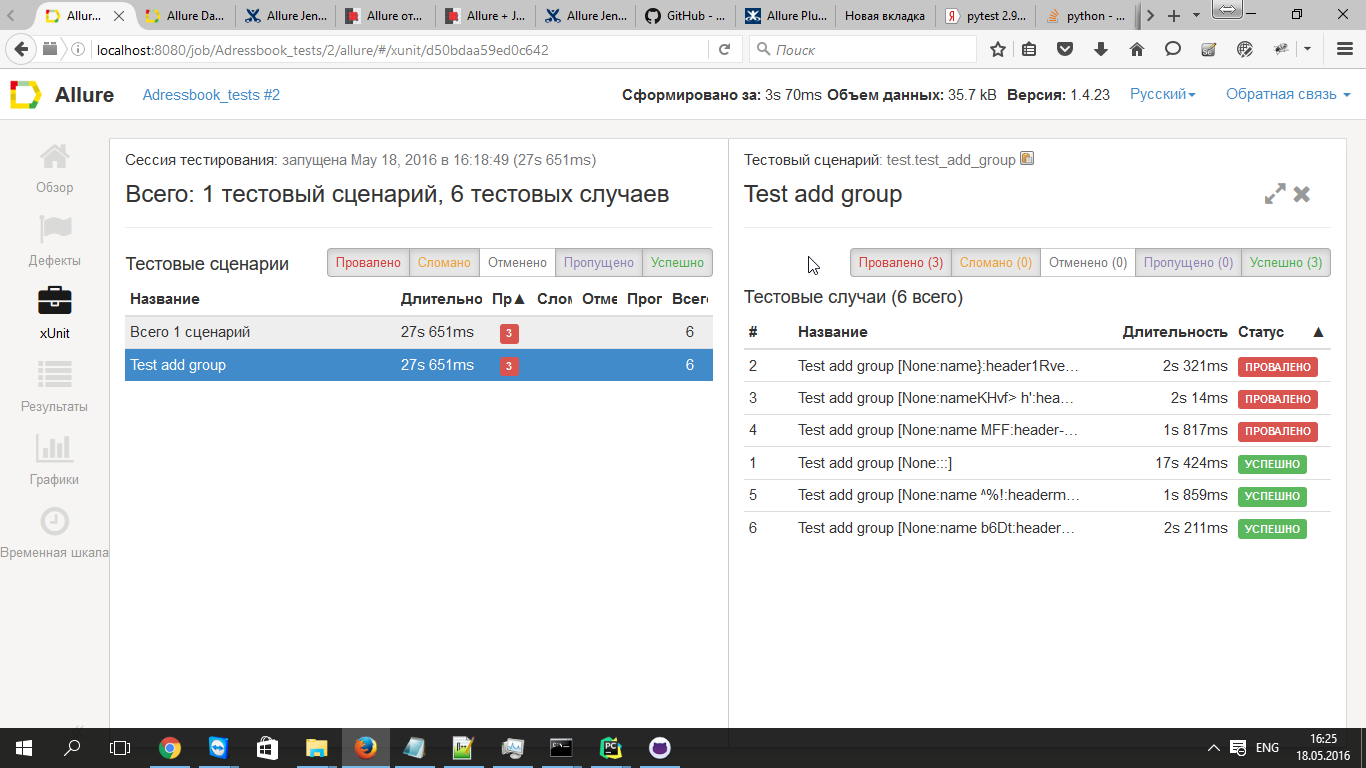 Allur...
Allure Da...
Allure Jen...
Allure от...
Allure + J...
Allure Jen...
GitHub - ...
Allure Plu...
Новая вкладка
pytest 2.9...
python - ...
localhost:8080/job/Adressbook_tests/2/allure/#/xunit/d50bdaa59ed0c642
Поиск
Allure
Adressbook_tests #2
Сформировано за: 3s 70ms Объем данных: 35.7 kB Версия: 1.4.23
Русский
Обратная связь
Обзор
Дефекты
xUnit
Результаты
Графики
Временная шкала
Сессия тестирования: запущена May 18, 2016 в 16:18:49 (27s 651ms)
Всего: 1 тестовый сценарий, 6 тестовых случаев
Тестовые сценарии
Провалено Сломано Отменено Пропущено Успешно
Название Длительно Пр▲ Слом Отме Проп Всего
Всего 1 сценарий 27s 651ms 3 6
Test add group 27s 651ms 3 6
Тестовый сценарий: test.test_add_group
Test add group
Провалено (3) Сломано (0) Отменено (0) Пропущено (0) Успешно (3)
Тестовые случаи (6 всего)
# Название Длительность Статус ▲
2 Test add group [None:name}:header1Rve... 2s 321ms ПРОВАЛЕНО
3 Test add group [None:nameKHvf> h':hea... 2s 14ms ПРОВАЛЕНО
4 Test add group [None:name MFF:header-... 1s 817ms ПРОВАЛЕНО
1 Test add group [None:::] 17s 424ms УСПЕШНО
5 Test add group [None:name ^%!:headerm... 1s 859ms УСПЕШНО
6 Test add group [None:name b6Dt:header... 2s 211ms УСПЕШНО
ENG
16:25
18.05.2016